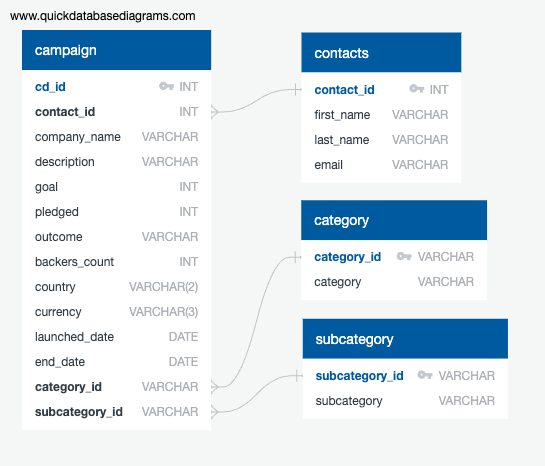 www.quickdatabasediagrams.com
campaign
cd_id INT
contact_id INT
company_name VARCHAR
description VARCHAR
goal INT
pledged INT
outcome VARCHAR
backers_count INT
country VARCHAR(2)
currency VARCHAR(3)
launched_date DATE
end_date DATE
category_id VARCHAR
subcategory_id VARCHAR
contacts
contact_id INT
first_name VARCHAR
last_name VARCHAR
email VARCHAR
category
category_id VARCHAR
category VARCHAR
subcategory
subcategory_id VARCHAR
subcategory VARCHAR